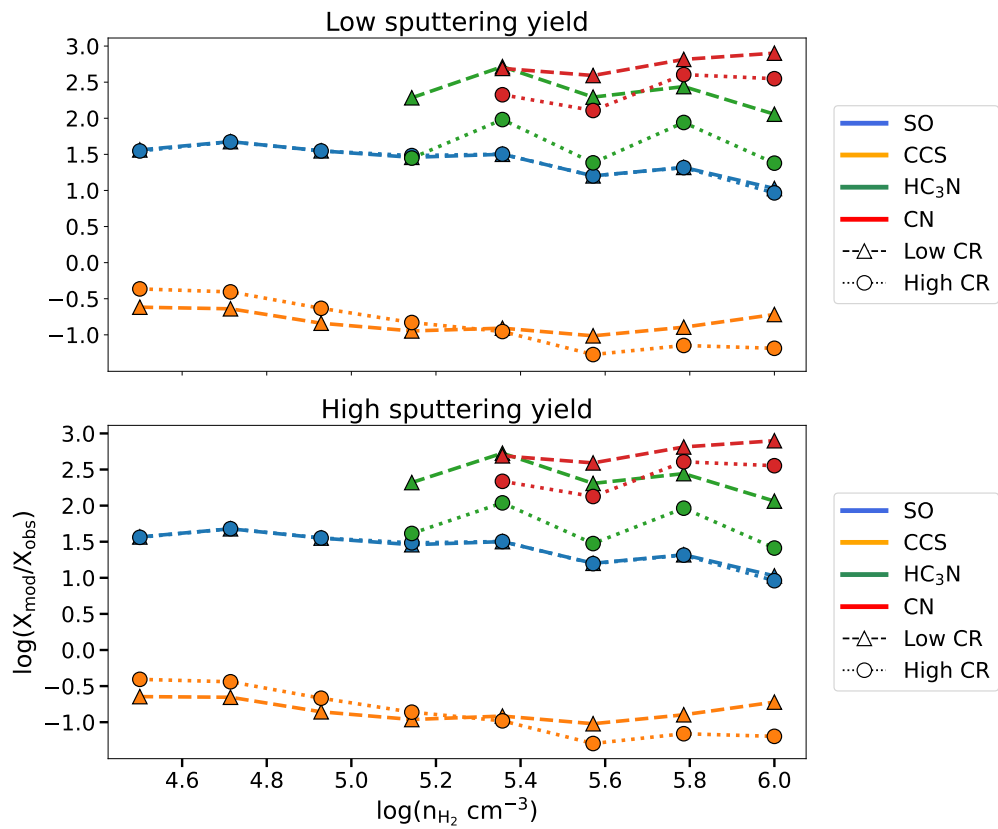 Low sputtering yield
3.0
2.5
2.0
1.5
1.0
0.5
0.0
−0.5
−1.0
SO
CCS
HC₃N
CN
Low CR
High CR
High sputtering yield
3.0
2.5
2.0
1.5
1.0
0.5
0.0
−0.5
−1.0
log(X_mod/X_obs)
SO
CCS
HC₃N
CN
Low CR
High CR
4.6 4.8 5.0 5.2 5.4 5.6 5.8 6.0
log(n_H₂ cm⁻³)